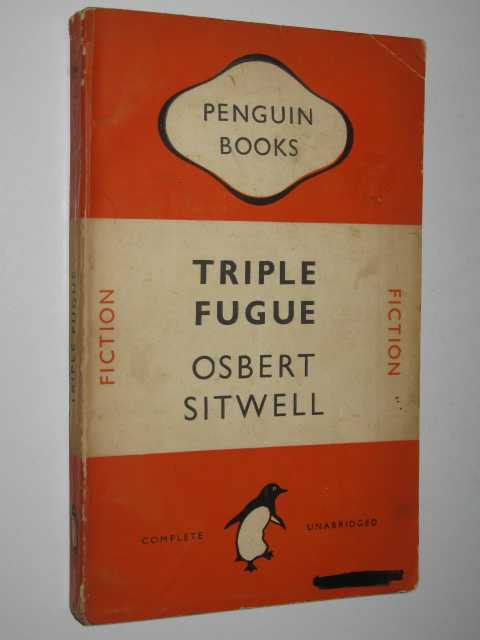 PENGUIN
BOOKS
TRIPLE
FUGUE
OSBERT
SITWELL
FICTION
FICTION
COMPLETE
UNABRIDGED
TRIPLE FUGUE